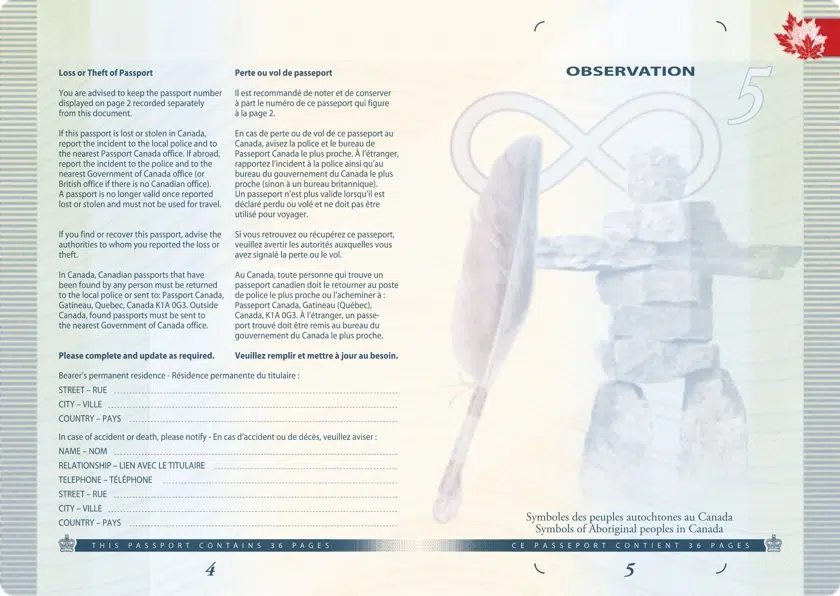 Loss or Theft of Passport
You are advised to keep the passport number
displayed on page 2 recorded separately
from this document.
If this passport is lost or stolen in Canada,
report the incident to the local police and to
the nearest Passport Canada office. If abroad,
report the incident to the police and to the
nearest Government of Canada office (or
British office if there is no Canadian office).
A passport is no longer valid once reported
lost or stolen and must not be used for travel.
If you find or recover this passport, advise the
authorities to whom you reported the loss or
theft.
In Canada, Canadian passports that have
been found by any person must be returned
to the local police or sent to: Passport Canada,
Gatineau, Quebec, Canada K1A 0G3. Outside
Canada, found passports must be sent to
the nearest Government of Canada office.
Please complete and update as required.
Perte ou vol de passeport
Il est recommandé de noter et de conserver
à part le numéro de ce passeport qui figure
à la page 2.
En cas de perte ou de vol de ce passeport au
Canada, avisez la police et le bureau de
Passeport Canada le plus proche. À l'étranger,
rapportez l'incident à la police ainsi qu'au
bureau du gouvernement du Canada le plus
proche (sinon à un bureau britannique).
Un passeport n'est plus valide lorsqu'il est
déclaré perdu ou volé et ne doit pas être
utilisé pour voyager.
Si vous retrouvez ou récupérez ce passeport,
veuillez avertir les autorités auxquelles vous
avez signalé la perte ou le vol.
Au Canada, toute personne qui trouve un
passeport canadien doit le retourner au poste
de police le plus proche ou l'acheminer à :
Passeport Canada, Gatineau (Québec),
Canada, K1A 0G3. À l'étranger, un passe-
port trouvé doit être remis au bureau du
gouvernement du Canada le plus proche.
Veuillez remplir et mettre à jour au besoin.
Bearer's permanent residence - Résidence permanente du titulaire :
STREET – RUE
CITY – VILLE
COUNTRY – PAYS
In case of accident or death, please notify - En cas d'accident ou de décès, veuillez aviser :
NAME – NOM
RELATIONSHIP – LIEN AVEC LE TITULAIRE
TELEPHONE – TÉLÉPHONE
STREET – RUE
CITY – VILLE
COUNTRY – PAYS
THIS PASSPORT CONTAINS 36 PAGES
4
OBSERVATION
5
Symboles des peuples autochtones au Canada
Symbols of Aboriginal peoples in Canada
CE PASSEPORT CONTIENT 36 PAGES
5